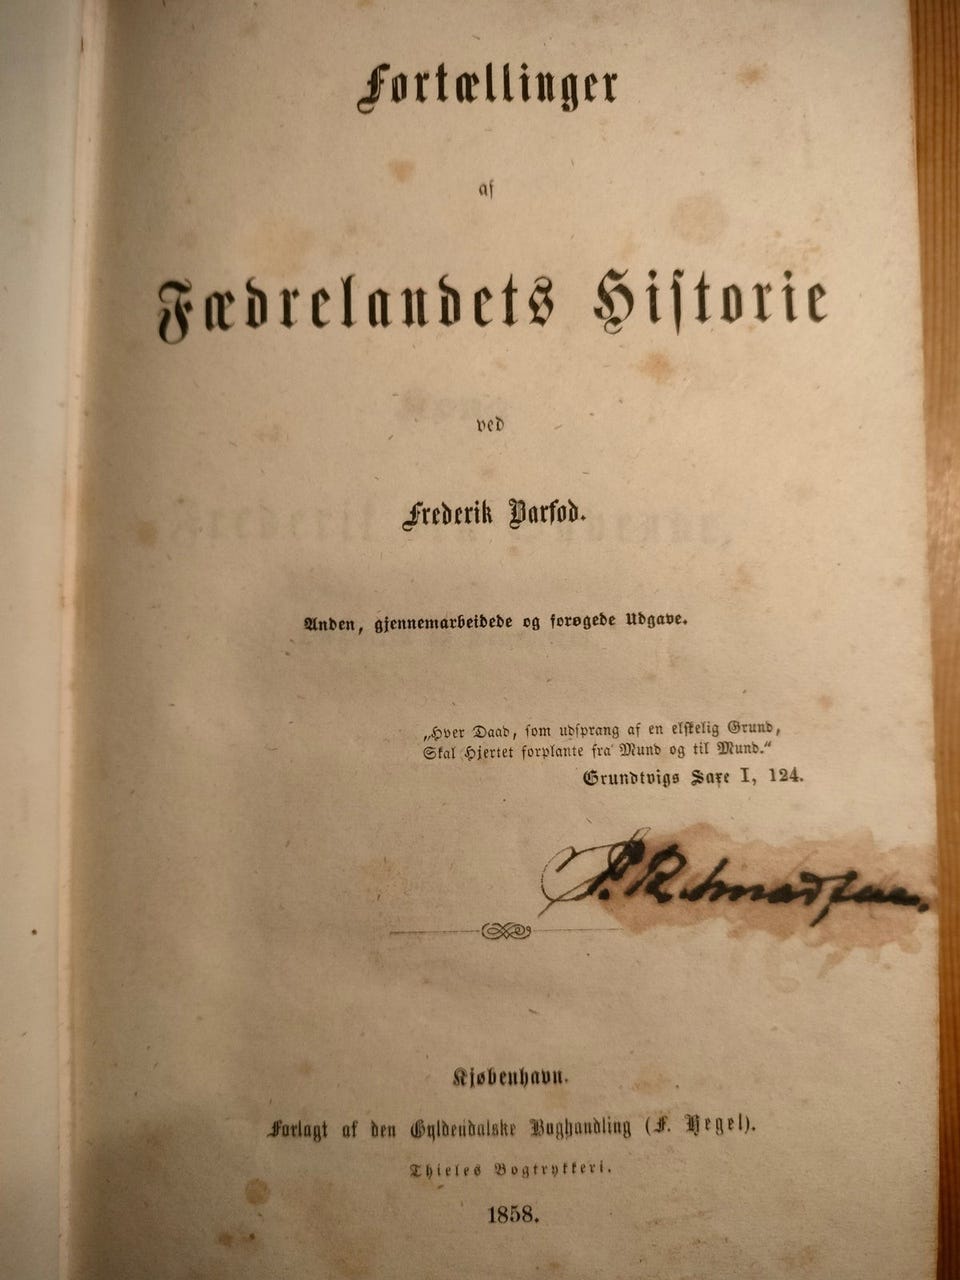 Fortællinger
af
Fædrelandets Historie
ved
Frederik Barfod.
Anden, gjennemarbeidede og forøgede Udgave.
„Hver Daad, som udsprang af en elskelig Grund,
Skal Hjertet forplante fra Mund og til Mund.“
Grundtvigs Saxe I, 124.
Kjøbenhavn.
Forlagt af den Gyldendalske Boghandling (F. Hegel).
Thieles Bogtrykkeri.
1858.